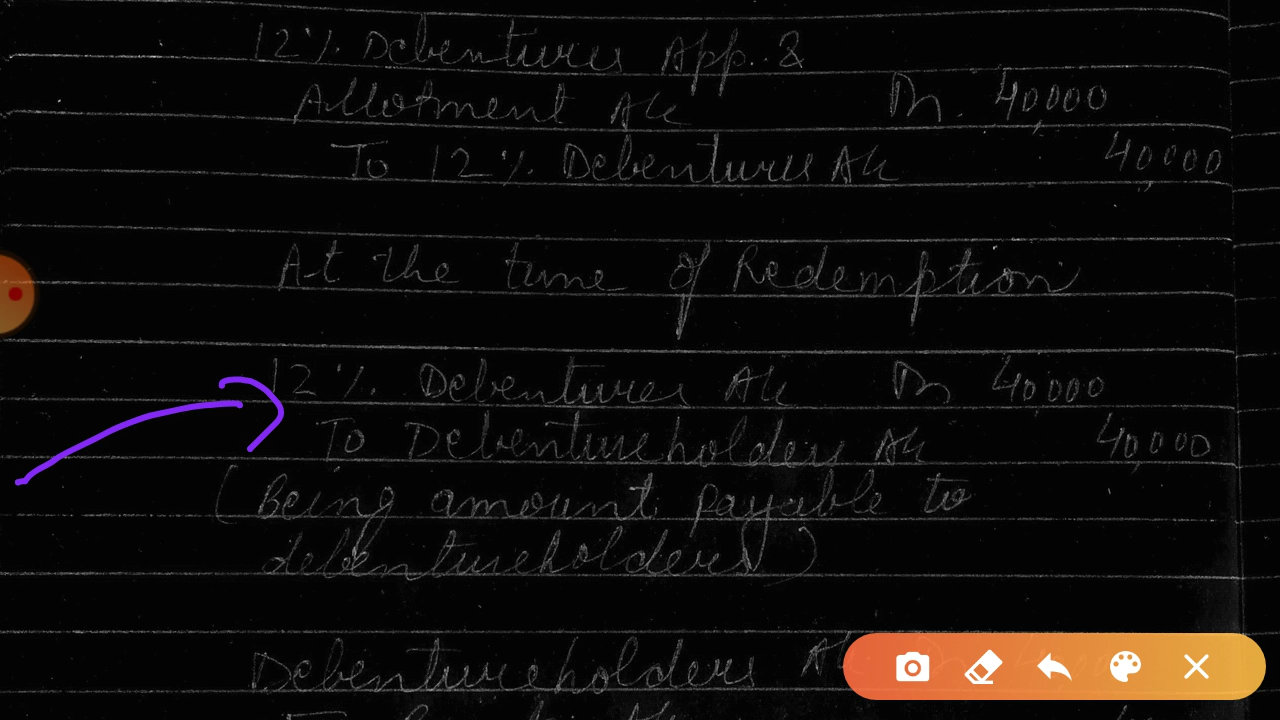 12% Debentures App. &
Allotment A/c Dr. 40,000
To 12% Debentures A/c 40,000
At the time of Redemption
12% Debentures A/c Dr 40,000
To Debentureholders A/c 40,000
(Being amount payable to
debentureholders)
Debentureholders A/c Dr